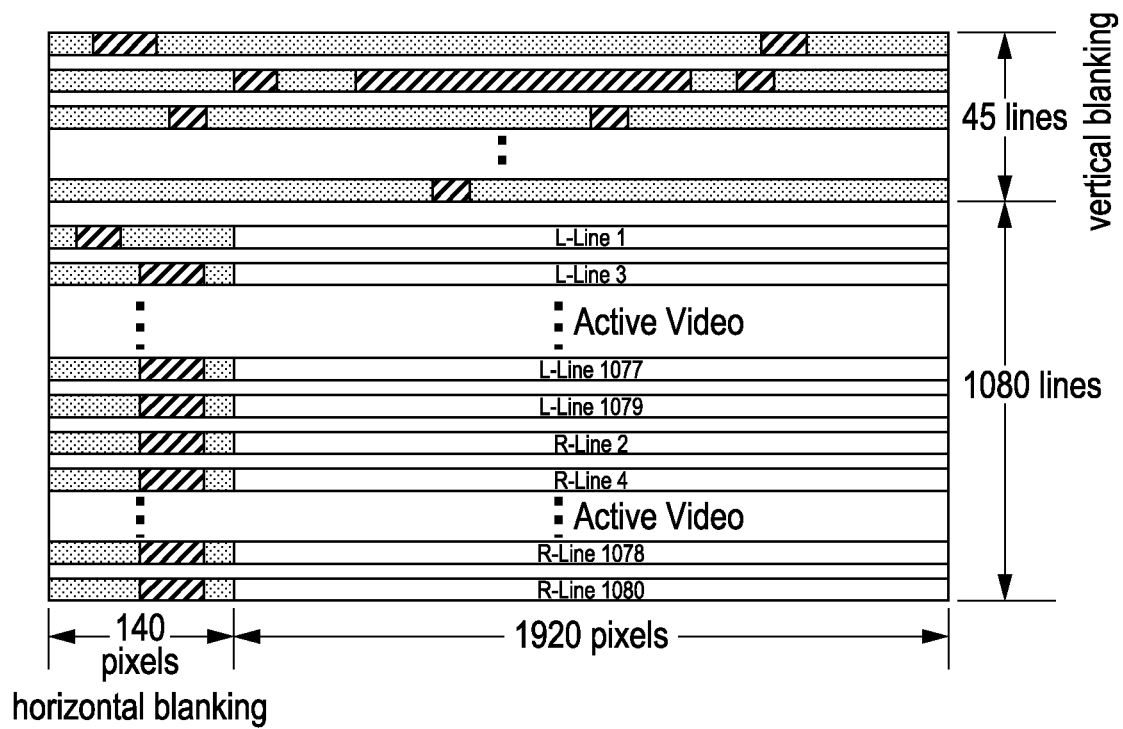 45 lines
vertical blanking
L-Line 1
L-Line 3
Active Video
L-Line 1077
1080 lines
L-Line 1079
R-Line 2
R-Line 4
Active Video
R-Line 1078
R-Line 1080
140
pixels
1920 pixels
horizontal blanking